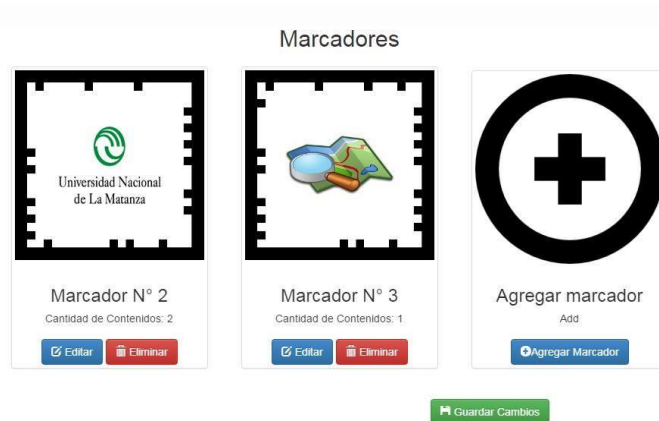 Marcadores
Universidad Nacional
de La Matanza
Marcador N° 2
Cantidad de Contenidos: 2
Editar
Eliminar
Marcador N° 3
Cantidad de Contenidos: 1
Editar
Eliminar
Agregar marcador
Add
Agregar Marcador
Guardar Cambios